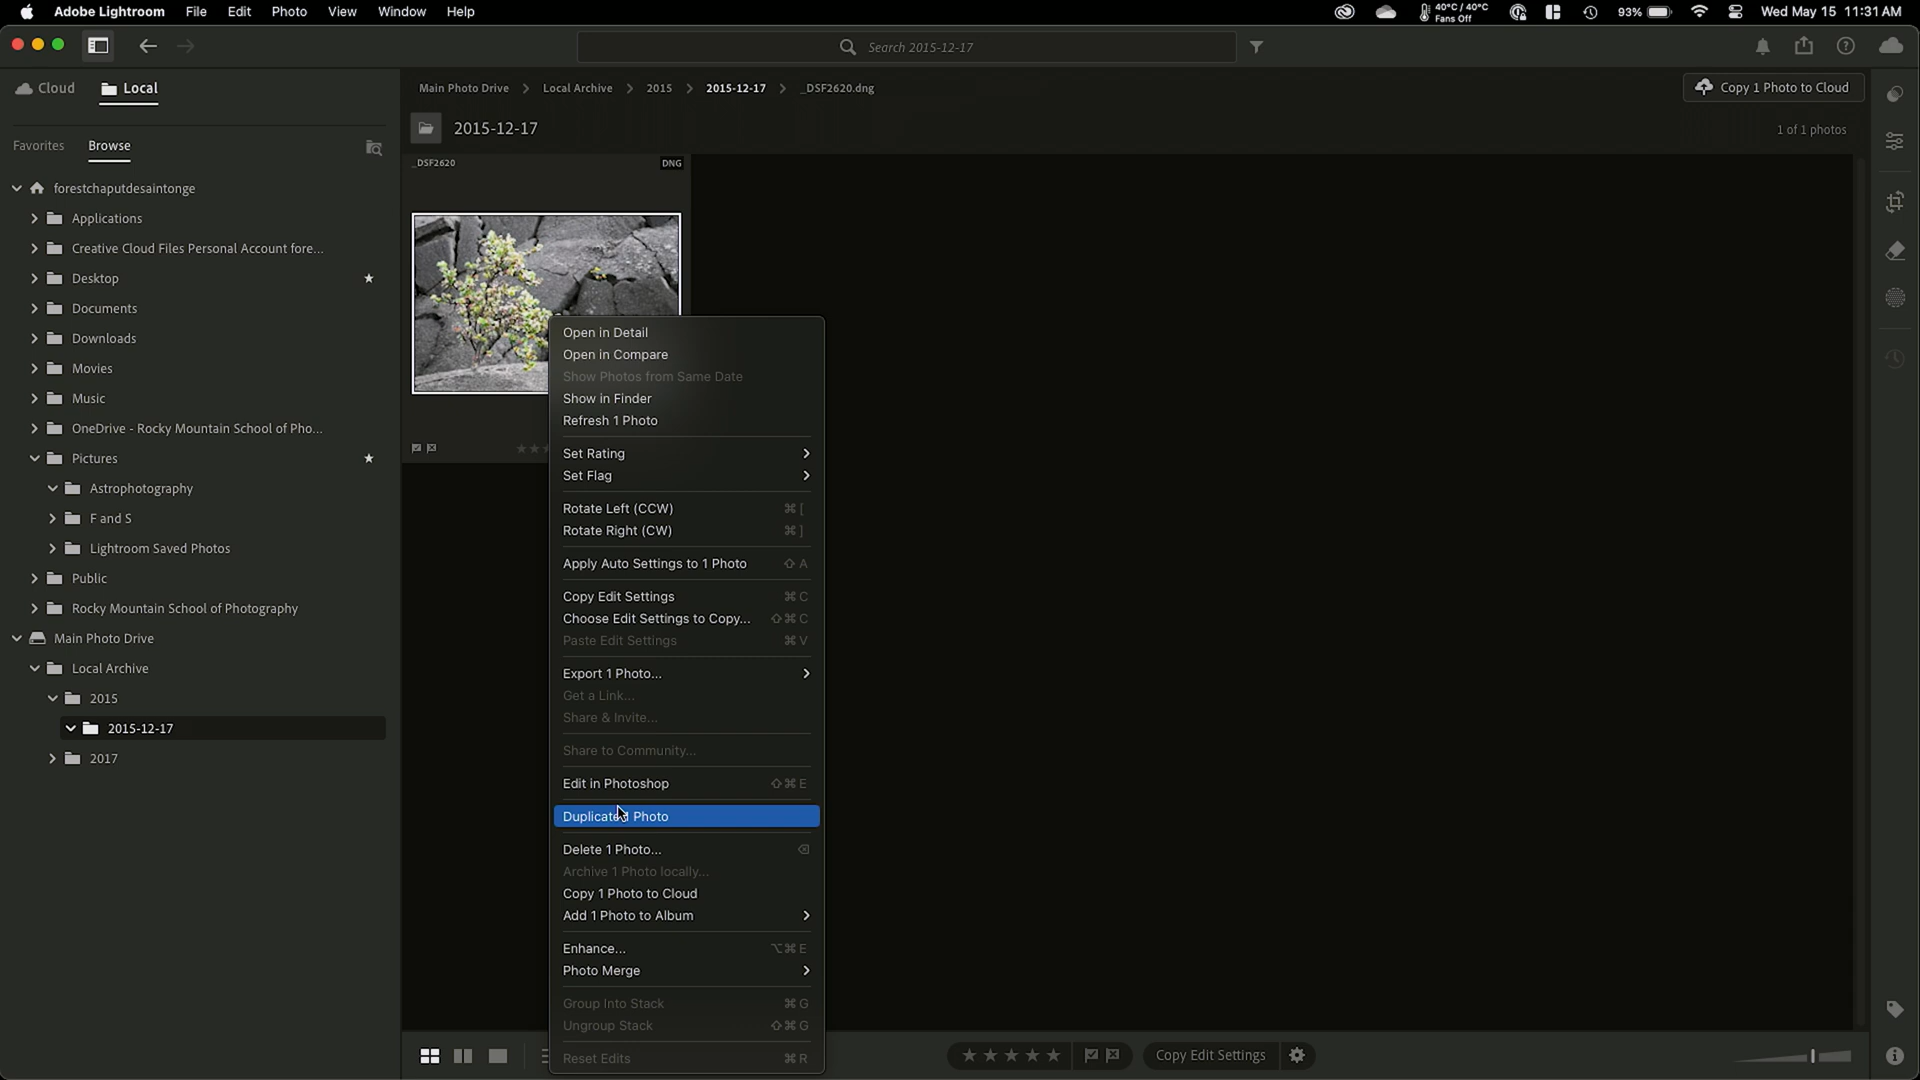 Adobe Lightroom File Edit Photo View Window Help
40°C / 40°C
Fans Off
93% Wed May 15 11:31 AM
Search 2015-12-17
Cloud Local
Main Photo Drive > Local Archive > 2015 > 2015-12-17 > _DSF2620.dng
Copy 1 Photo to Cloud
2015-12-17
1 of 1 photos
Favorites Browse
_DSF2620 DNG
forestchaputdesaintonge
Applications
Creative Cloud Files Personal Account fore...
Desktop
Documents
Downloads
Movies
Music
OneDrive - Rocky Mountain School of Pho...
Pictures
Astrophotography
F and S
Lightroom Saved Photos
Public
Rocky Mountain School of Photography
Main Photo Drive
Local Archive
2015
2015-12-17
2017
Open in Detail
Open in Compare
Show Photos from Same Date
Show in Finder
Refresh 1 Photo
Set Rating
Set Flag
Rotate Left (CCW) ⌘ [
Rotate Right (CW) ⌘ ]
Apply Auto Settings to 1 Photo ⇧ A
Copy Edit Settings ⌘ C
Choose Edit Settings to Copy... ⇧⌘ C
Paste Edit Settings ⌘ V
Export 1 Photo...
Get a Link...
Share & Invite...
Share to Community...
Edit in Photoshop ⇧⌘ E
Duplicate 1 Photo
Delete 1 Photo... ⌫
Archive 1 Photo locally...
Copy 1 Photo to Cloud
Add 1 Photo to Album
Enhance... ⌥⌘ E
Photo Merge
Group Into Stack ⌘ G
Ungroup Stack ⇧⌘ G
Reset Edits ⌘ R
Copy Edit Settings